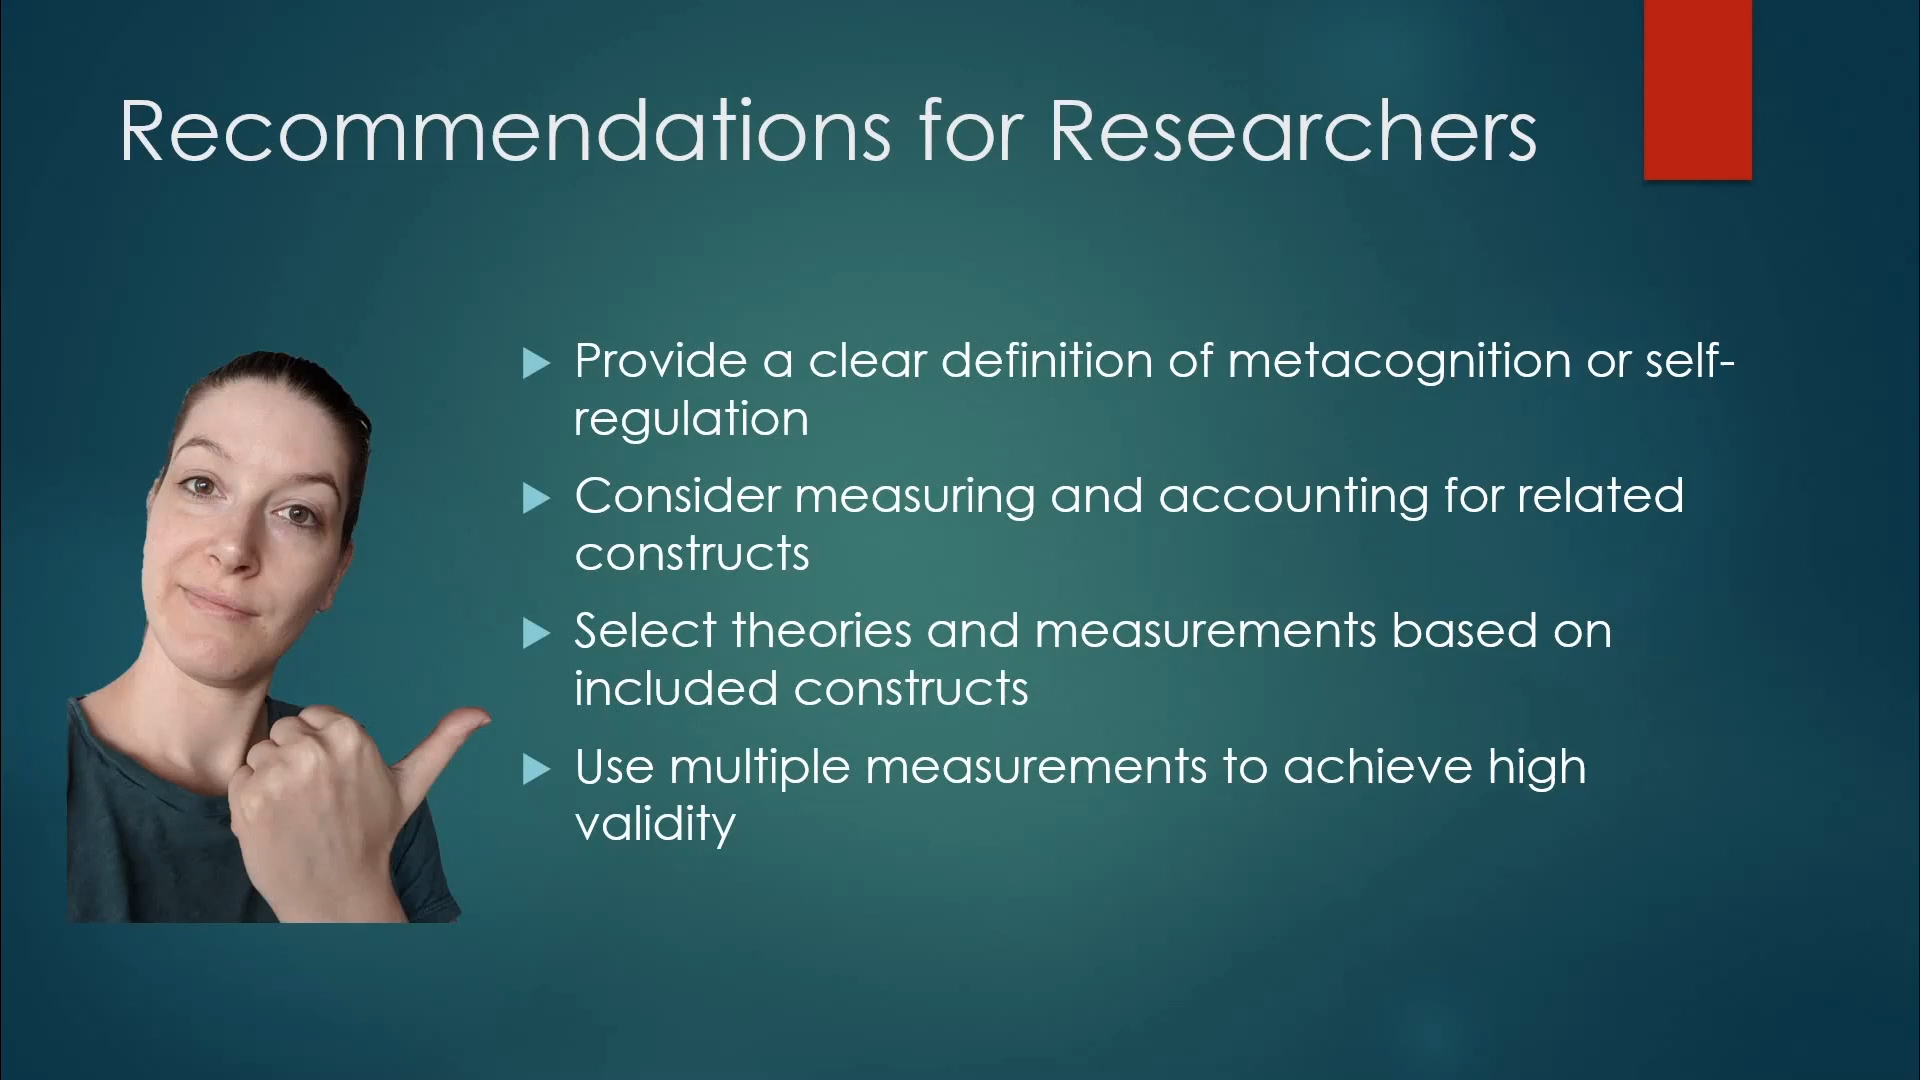 Recommendations for Researchers
Provide a clear definition of metacognition or self-
regulation
Consider measuring and accounting for related
constructs
Select theories and measurements based on
included constructs
Use multiple measurements to achieve high
validity